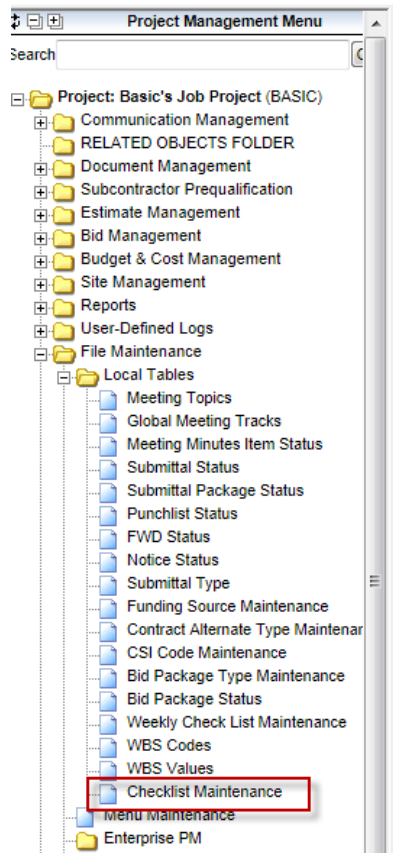 Project Management Menu
Search
Project: Basic's Job Project (BASIC)
Communication Management
RELATED OBJECTS FOLDER
Document Management
Subcontractor Prequalification
Estimate Management
Bid Management
Budget & Cost Management
Site Management
Reports
User-Defined Logs
File Maintenance
Local Tables
Meeting Topics
Global Meeting Tracks
Meeting Minutes Item Status
Submittal Status
Submittal Package Status
Punchlist Status
FWD Status
Notice Status
Submittal Type
Funding Source Maintenance
Contract Alternate Type Maintenar
CSI Code Maintenance
Bid Package Type Maintenance
Bid Package Status
Weekly Check List Maintenance
WBS Codes
WBS Values
Checklist Maintenance
Menu Maintenance
Enterprise PM